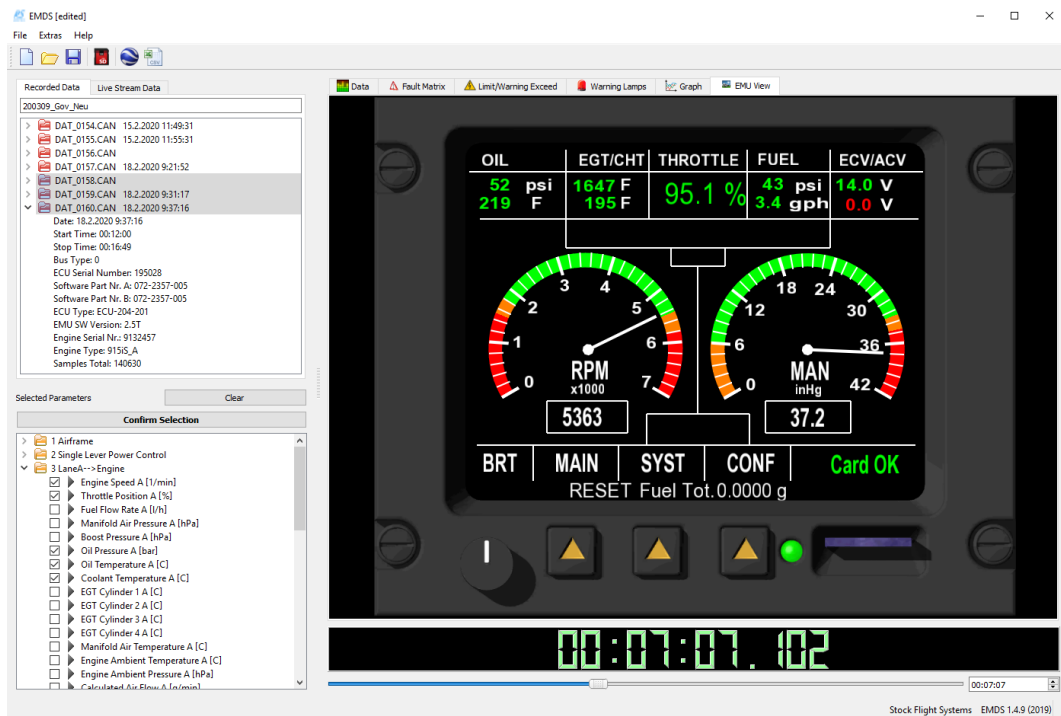 EMDS [edited]
File Extras Help
Recorded Data Live Stream Data
200309_Gov_Neu
DAT_0154.CAN 15.2.2020 11:49:31
DAT_0155.CAN 15.2.2020 11:55:31
DAT_0156.CAN
DAT_0157.CAN 18.2.2020 9:21:52
DAT_0158.CAN
DAT_0159.CAN 18.2.2020 9:31:17
DAT_0160.CAN 18.2.2020 9:37:16
Date: 18.2.2020 9:37:16
Start Time: 00:12:00
Stop Time: 00:16:49
Bus Type: 0
ECU Serial Number: 195028
Software Part Nr. A: 072-2357-005
Software Part Nr. B: 072-2357-005
ECU Type: ECU-204-201
EMU SW Version: 2.5T
Engine Serial Nr.: 9132457
Engine Type: 915iS_A
Samples Total: 140630
Selected Parameters Clear
Confirm Selection
1 Airframe
2 Single Lever Power Control
3 LaneA-->Engine
Engine Speed A [1/min]
Throttle Position A [%]
Fuel Flow Rate A [l/h]
Manifold Air Pressure A [hPa]
Boost Pressure A [hPa]
Oil Pressure A [bar]
Oil Temperature A [C]
Coolant Temperature A [C]
EGT Cylinder 1 A [C]
EGT Cylinder 2 A [C]
EGT Cylinder 3 A [C]
EGT Cylinder 4 A [C]
Manifold Air Temperature A [C]
Engine Ambient Temperature A [C]
Engine Ambient Pressure A [hPa]
Calculated Air Flow A [g/min]
Data Fault Matrix Limit/Warning Exceed Warning Lamps Graph EMU View
OIL EGT/CHT THROTTLE FUEL ECV/ACV
52 psi 1647 F 95.1 % 43 psi 14.0 V
219 F 195 F 3.4 gph 0.0 V
0 1 2 3 4 5 6 7
RPM
x1000
5363
0 6 12 18 24 30 36 42
MAN
inHg
37.2
BRT MAIN SYST CONF Card OK
RESET Fuel Tot. 0.0000 g
00:07:07.102
00:07:07
Stock Flight Systems EMDS 1.4.9 (2019)